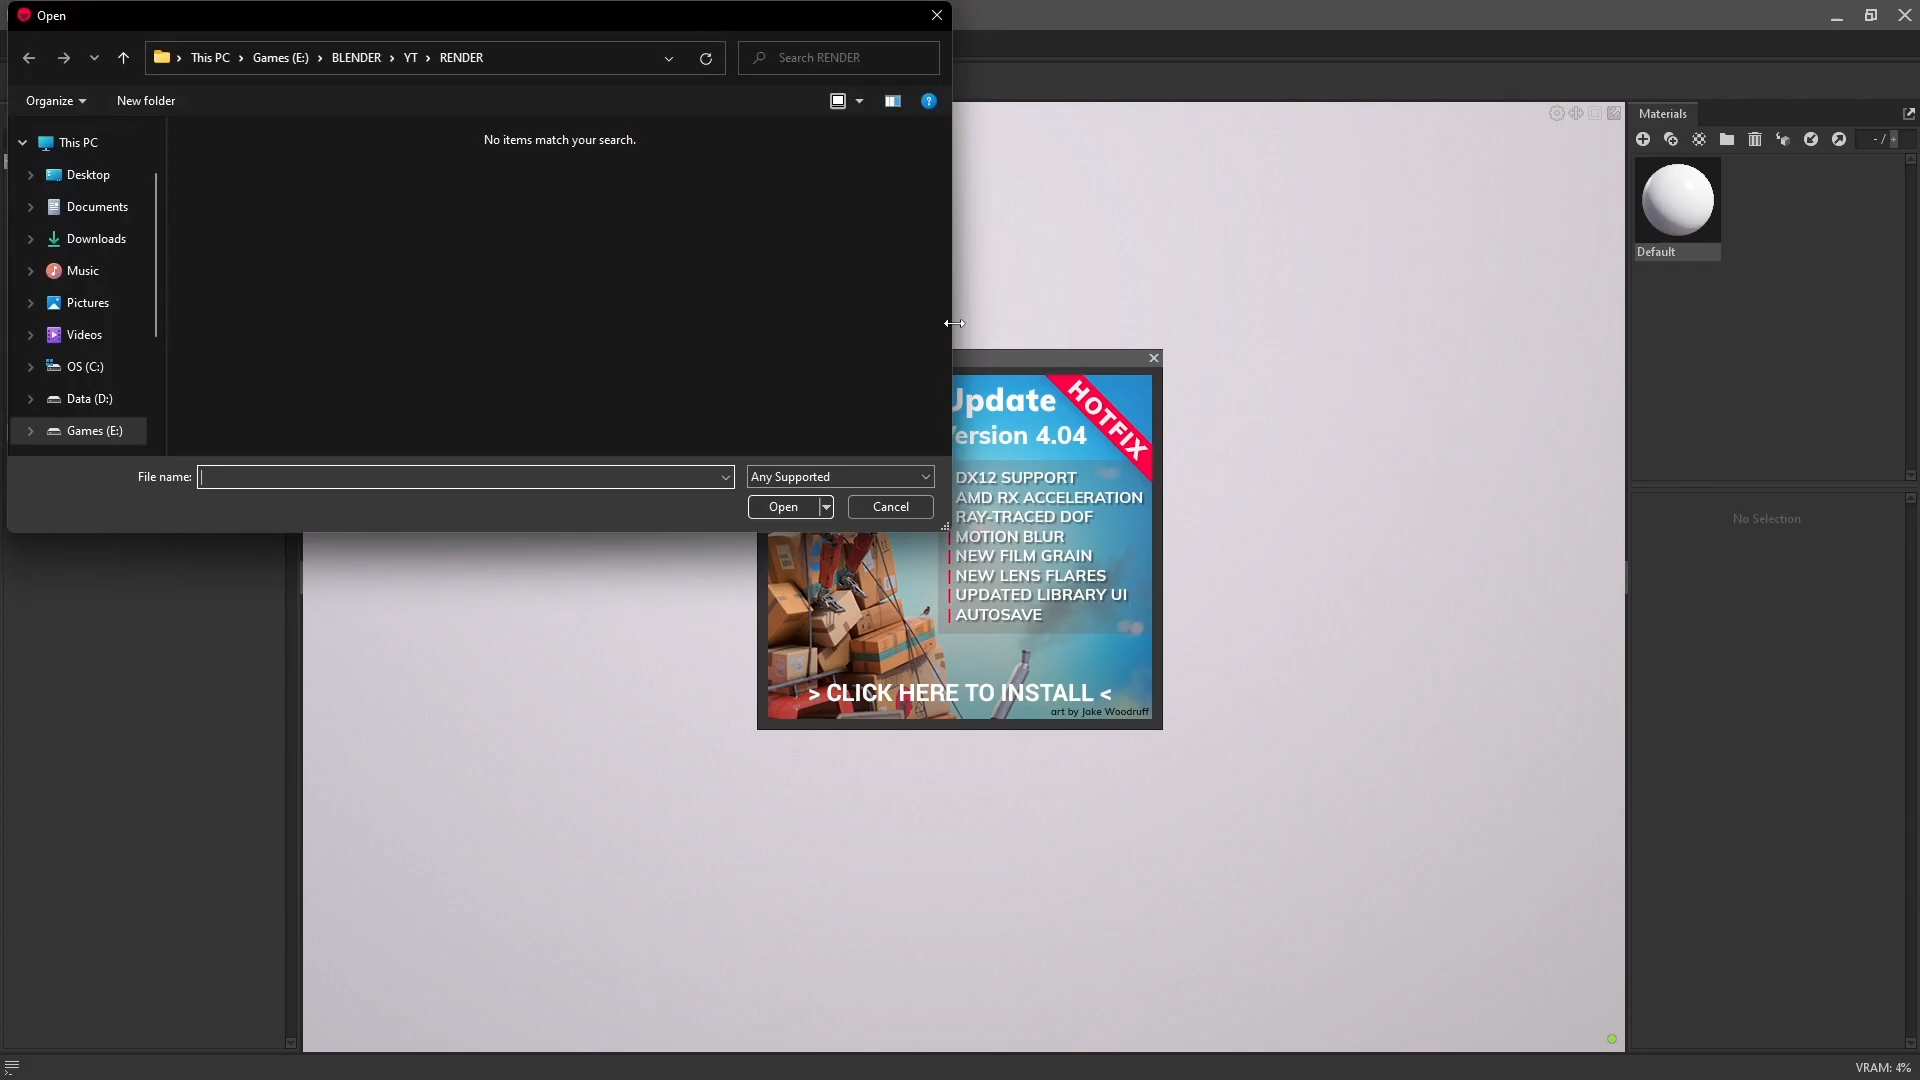 Open
This PC › Games (E:) › BLENDER › YT › RENDER
Search RENDER
Organize
New folder
?
No items match your search.
This PC
Desktop
Documents
Downloads
Music
Pictures
Videos
OS (C:)
Data (D:)
Games (E:)
File name:
Any Supported
Open
Cancel
Update
Version 4.04
HOTFIX
DX12 SUPPORT
AMD RX ACCELERATION
RAY-TRACED DOF
MOTION BLUR
NEW FILM GRAIN
NEW LENS FLARES
UPDATED LIBRARY UI
AUTOSAVE
> CLICK HERE TO INSTALL <
art by Jake Woodruff
Materials
- / +
Default
No Selection
VRAM: 4%